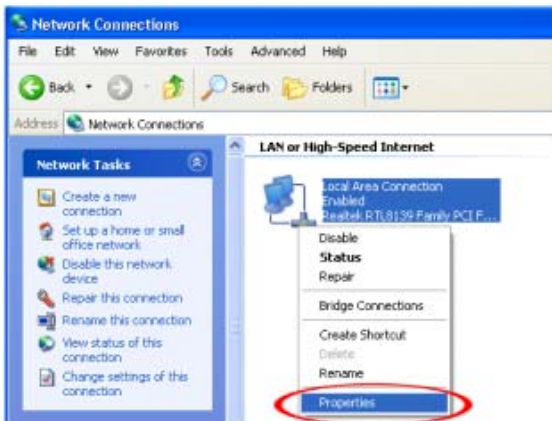 Network Connections
File Edit View Favorites Tools Advanced Help
Back Search Folders
Address Network Connections
Network Tasks
Create a new
connection
Set up a home or small
office network
Disable this network
device
Repair this connection
Rename this connection
View status of this
connection
Change settings of this
connection
LAN or High-Speed Internet
Local Area Connection
Enabled
Realtek RTL8139 Family PCI F...
Disable
Status
Repair
Bridge Connections
Create Shortcut
Delete
Rename
Properties